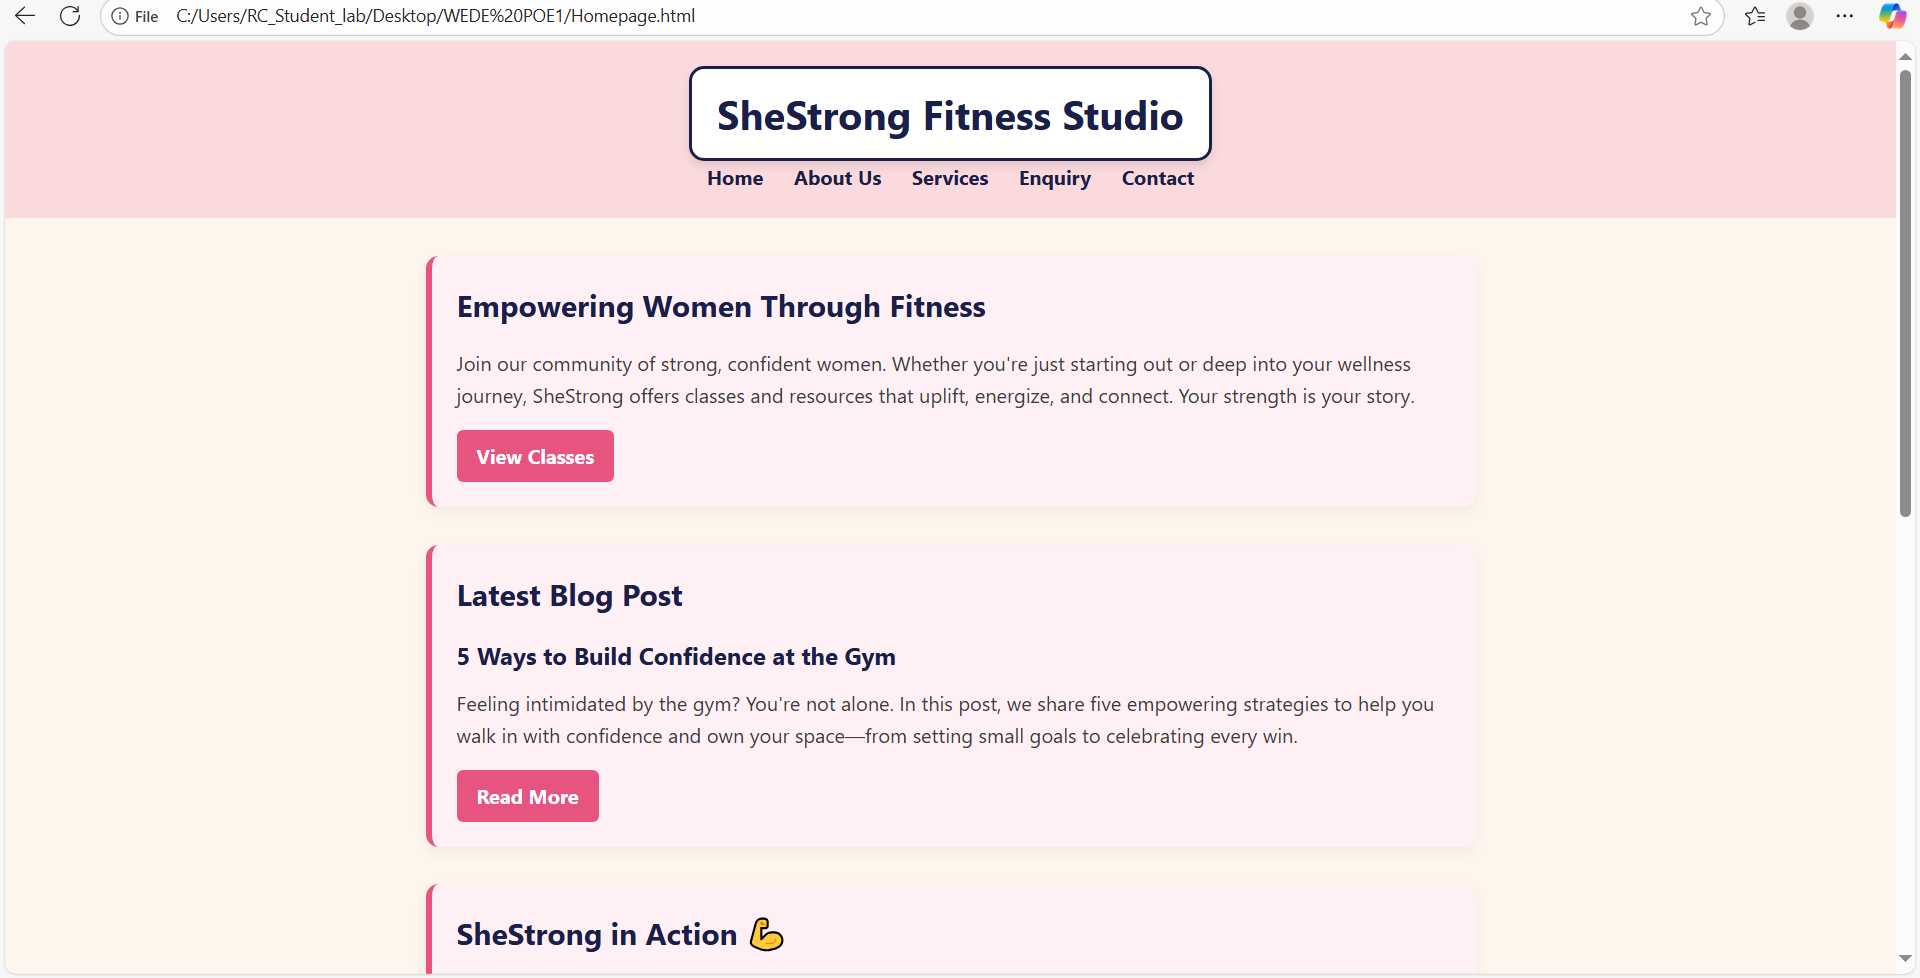 File C:/Users/RC_Student_lab/Desktop/WEDE%20POE1/Homepage.html
SheStrong Fitness Studio
Home About Us Services Enquiry Contact
Empowering Women Through Fitness
Join our community of strong, confident women. Whether you're just starting out or deep into your wellness
journey, SheStrong offers classes and resources that uplift, energize, and connect. Your strength is your story.
View Classes
Latest Blog Post
5 Ways to Build Confidence at the Gym
Feeling intimidated by the gym? You're not alone. In this post, we share five empowering strategies to help you
walk in with confidence and own your space—from setting small goals to celebrating every win.
Read More
SheStrong in Action 💪